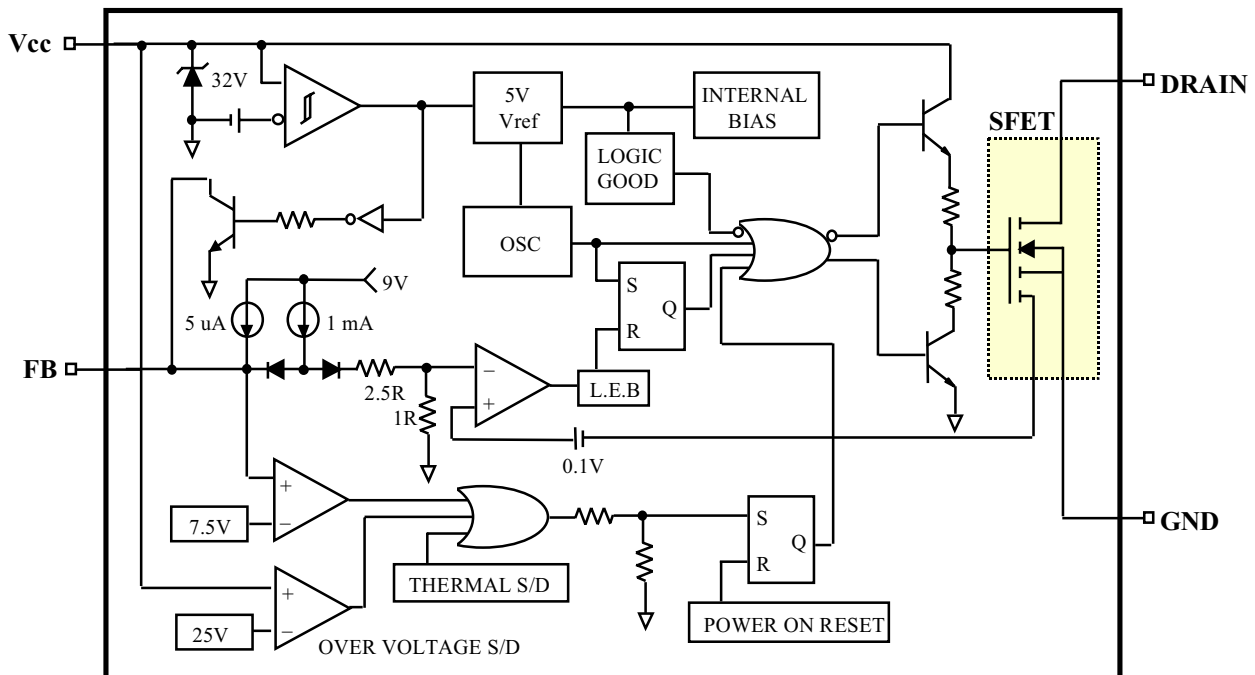 Vcc
DRAIN
32V
5V
Vref
INTERNAL
BIAS
SFET
LOGIC
GOOD
OSC
9V
5 uA
1 mA
S
R
Q
FB
2.5R
1R
−
+
L.E.B
0.1V
+
−
7.5V
S
R
Q
GND
THERMAL S/D
+
−
25V
POWER ON RESET
OVER VOLTAGE S/D